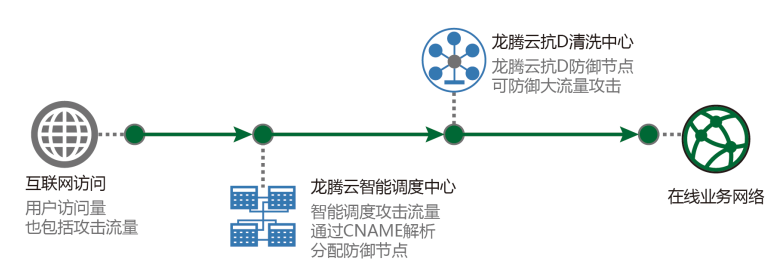 互联网访问
用户访问量
也包括攻击流量
龙腾云智能调度中心
智能调度攻击流量
通过CNAME解析
分配防御节点
龙腾云抗D清洗中心
龙腾云抗D防御节点
可防御大流量攻击
在线业务网络